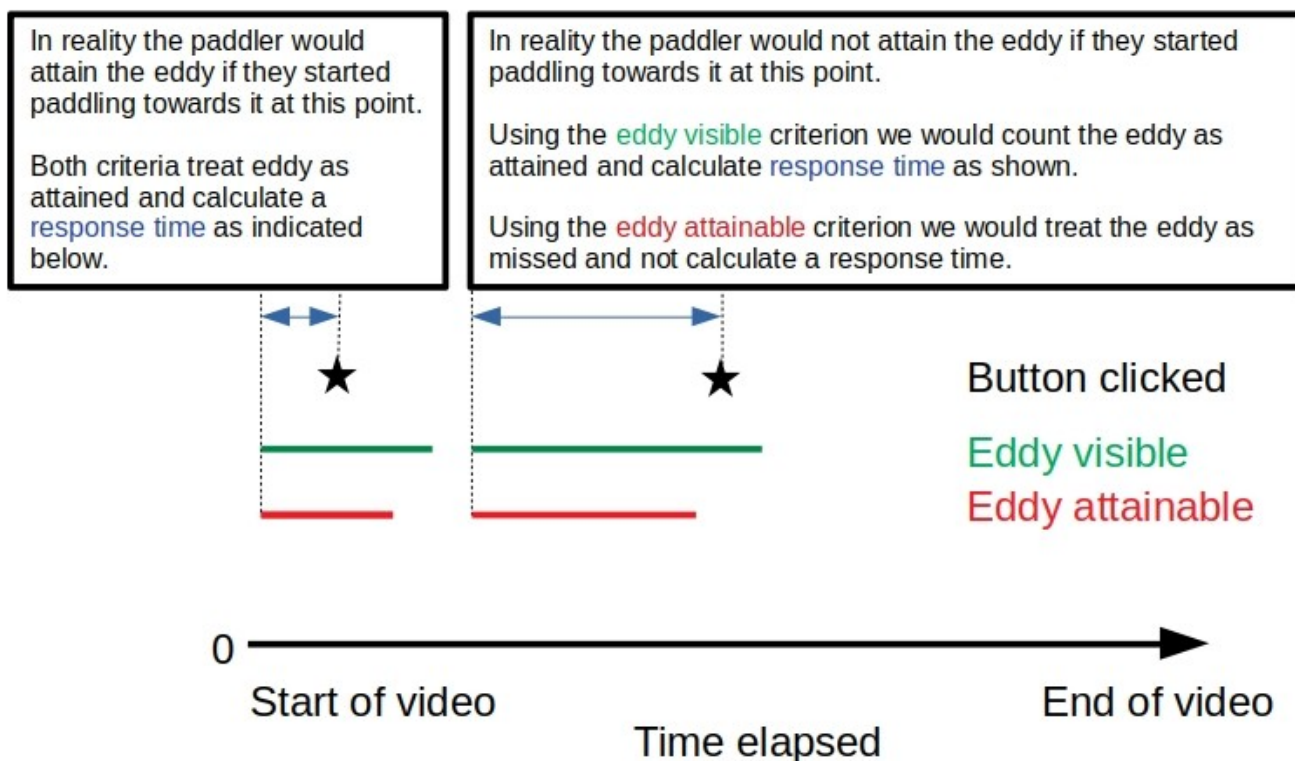 In reality the paddler would
attain the eddy if they started
paddling towards it at this point.
Both criteria treat eddy as
attained and calculate a
response time as indicated
below.
In reality the paddler would not attain the eddy if they started
paddling towards it at this point.
Using the eddy visible criterion we would count the eddy as
attained and calculate response time as shown.
Using the eddy attainable criterion we would treat the eddy as
missed and not calculate a response time.
Button clicked
Eddy visible
Eddy attainable
0
Start of video
End of video
Time elapsed